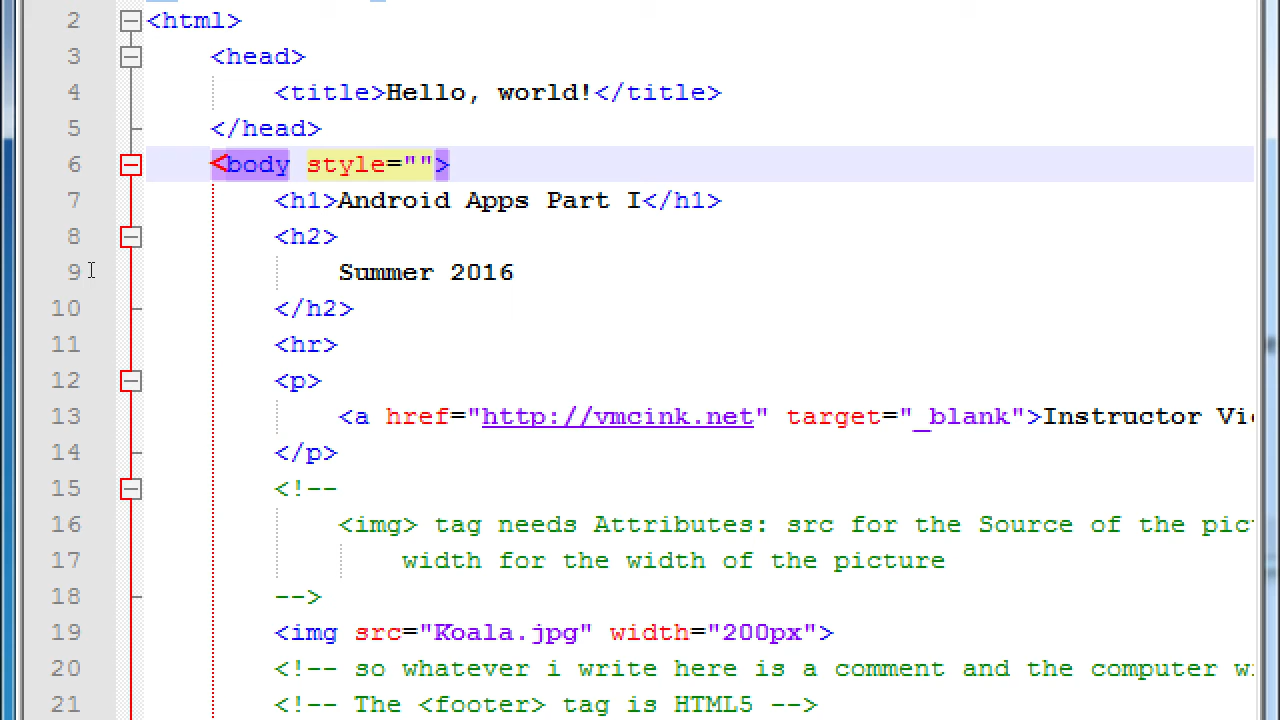 2 <html>
3 <head>
4 <title>Hello, world!</title>
5 </head>
6 <body style="">
7 <h1>Android Apps Part I</h1>
8 <h2>
9 Summer 2016
10 </h2>
11 <hr>
12 <p>
13 <a href="http://vmcink.net" target="_blank">Instructor
14 </p>
15 <!--
16 <img> tag needs Attributes: src for the Source of the
17 width for the width of the picture
18 -->
19 <img src="Koala.jpg" width="200px">
20 <!-- so whatever i write here is a comment and the computer
21 <!-- The <footer> tag is HTML5 -->